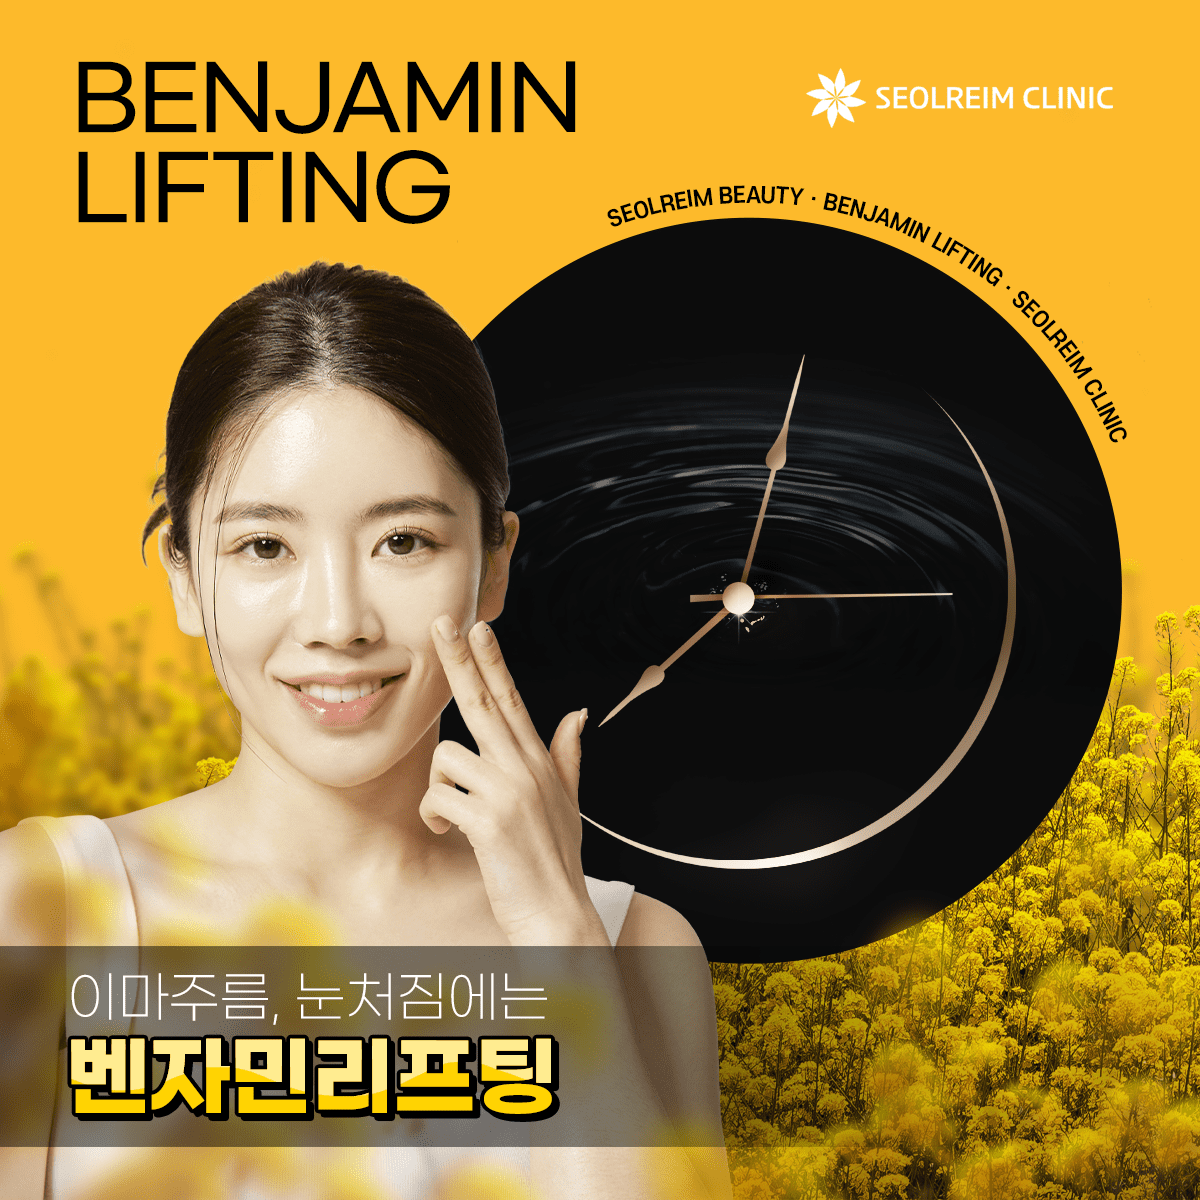 BENJAMIN
LIFTING
SEOLREIM CLINIC
SEOLREIM BEAUTY · BENJAMIN LIFTING · SEOLREIM CLINIC
이마주름, 눈처짐에는
벤자민리프팅